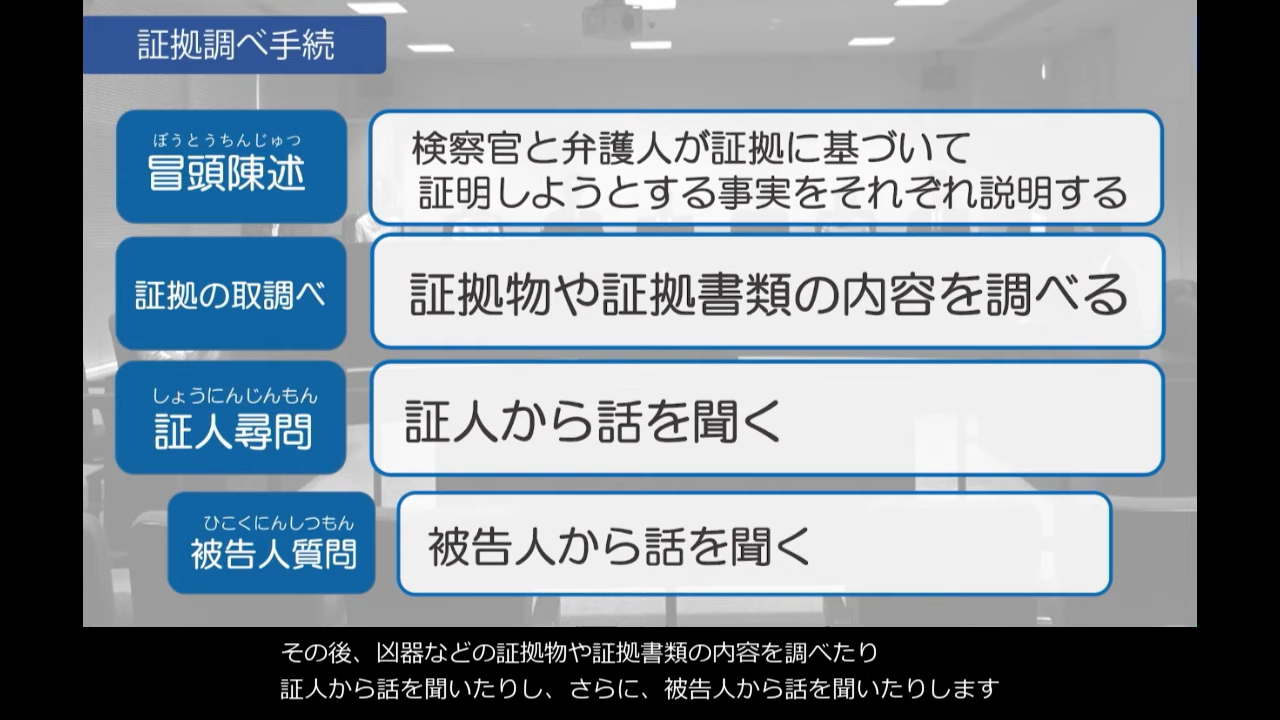 証拠調べ手続
ぼうとうちんじゅつ
冒頭陳述
検察官と弁護人が証拠に基づいて
証明しようとする事実をそれぞれ説明する
証拠の取調べ
証拠物や証拠書類の内容を調べる
しょうにんじんもん
証人尋問
証人から話を聞く
ひこくにんしつもん
被告人質問
被告人から話を聞く
その後、凶器などの証拠物や証拠書類の内容を調べたり
証人から話を聞いたりし、さらに、被告人から話を聞いたりします